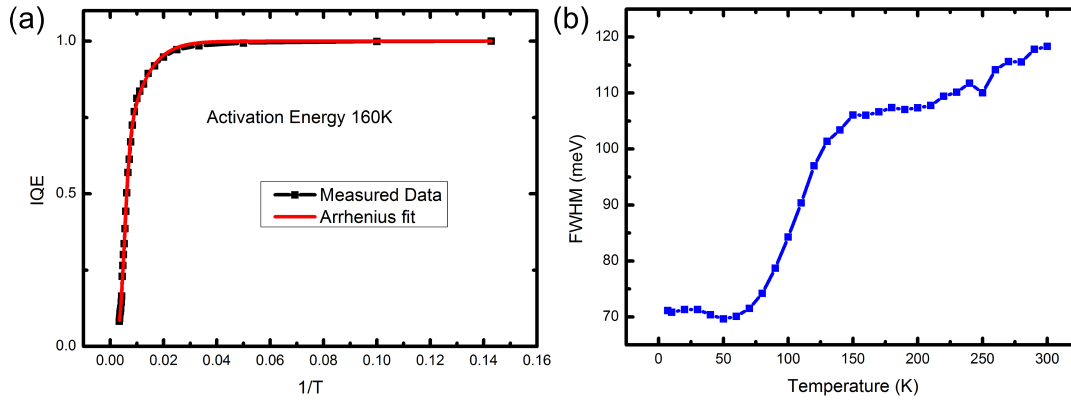 (a)
1.0
0.5
0.0
IQE
Activation Energy 160K
Measured Data
Arrhenius fit
0.00 0.02 0.04 0.06 0.08 0.10 0.12 0.14 0.16
1/T
(b)
120
110
100
90
80
70
FWHM (meV)
0 50 100 150 200 250 300
Temperature (K)